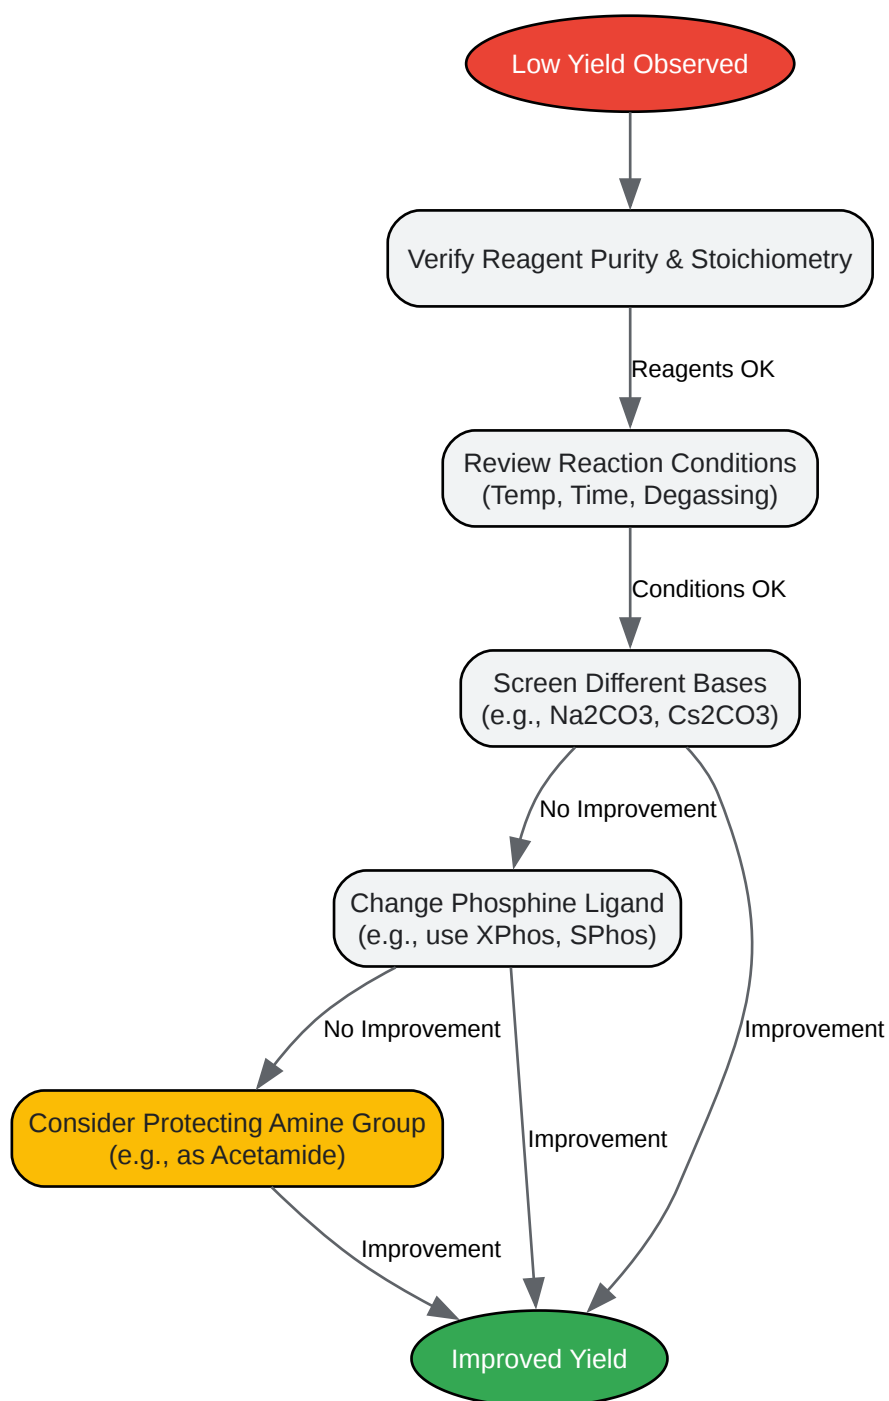 Low Yield Observed
Verify Reagent Purity & Stoichiometry
Reagents OK
Review Reaction Conditions
(Temp, Time, Degassing)
Conditions OK
Screen Different Bases
(e.g., Na2CO3, Cs2CO3)
No Improvement
Change Phosphine Ligand
(e.g., use XPhos, SPhos)
No Improvement
Improvement
Consider Protecting Amine Group
(e.g., as Acetamide)
Improvement
Improvement
Improved Yield